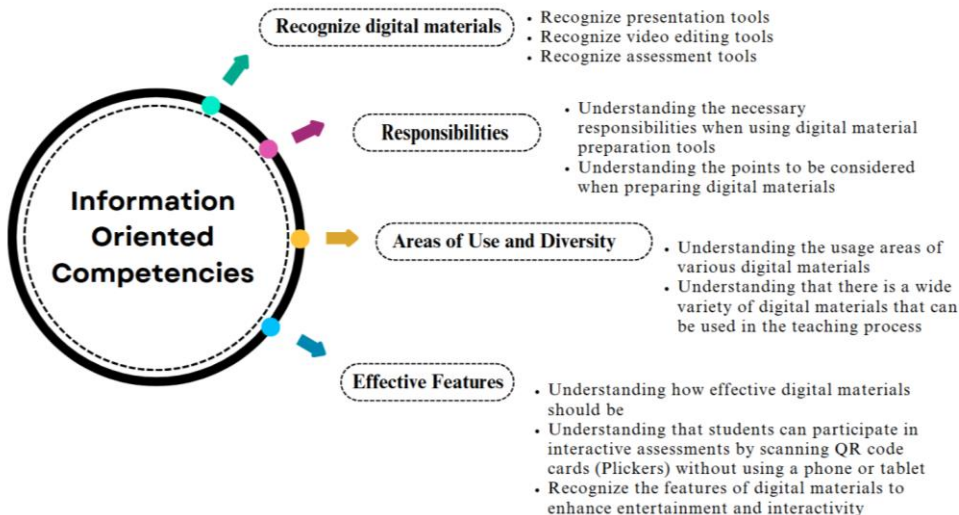 Information
Oriented
Competencies
Recognize digital materials
• Recognize presentation tools
• Recognize video editing tools
• Recognize assessment tools
Responsibilities
• Understanding the necessary
responsibilities when using digital material
preparation tools
• Understanding the points to be considered
when preparing digital materials
Areas of Use and Diversity
• Understanding the usage areas of
various digital materials
• Understanding that there is a wide
variety of digital materials that can
be used in the teaching process
Effective Features
• Understanding how effective digital materials
should be
• Understanding that students can participate in
interactive assessments by scanning QR code
cards (Plickers) without using a phone or tablet
• Recognize the features of digital materials to
enhance entertainment and interactivity